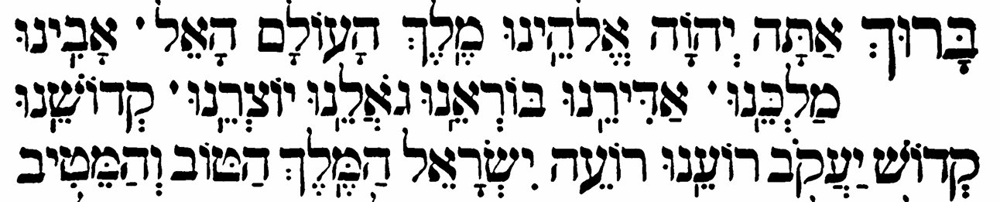 בָּרוּךְ אַתָּה יְהוָֹה אֱלֹהֵֽינוּ מֶֽלֶךְ הָעוֹלָם הָאֵל ׳ אָבִֽינוּ
מַלְכֵּֽנוּ ׳ אַדִּירֵֽנוּ בּוֹרְאֵֽנוּ גֹּאֲלֵֽנוּ יוֹצְרֵֽנוּ ׳ קְדוֹשֵֽׁנוּ
קְדוֹשׁ יַעֲקֹב רוֹעֵֽנוּ רוֹעֵה יִשְׂרָאֵל הַמֶּֽלֶךְ הַטּוֹב וְהַמֵּטִיב